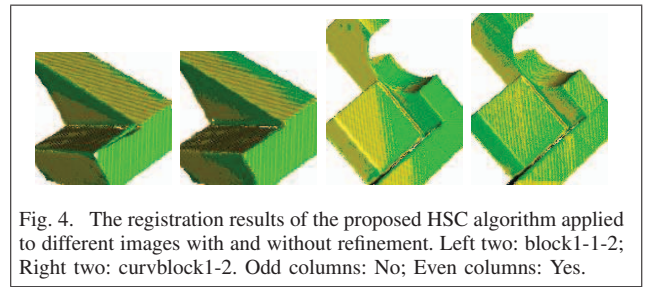 Fig. 4. The registration results of the proposed HSC algorithm applied
to different images with and without refinement. Left two: block1-1-2;
Right two: curvblock1-2. Odd columns: No; Even columns: Yes.